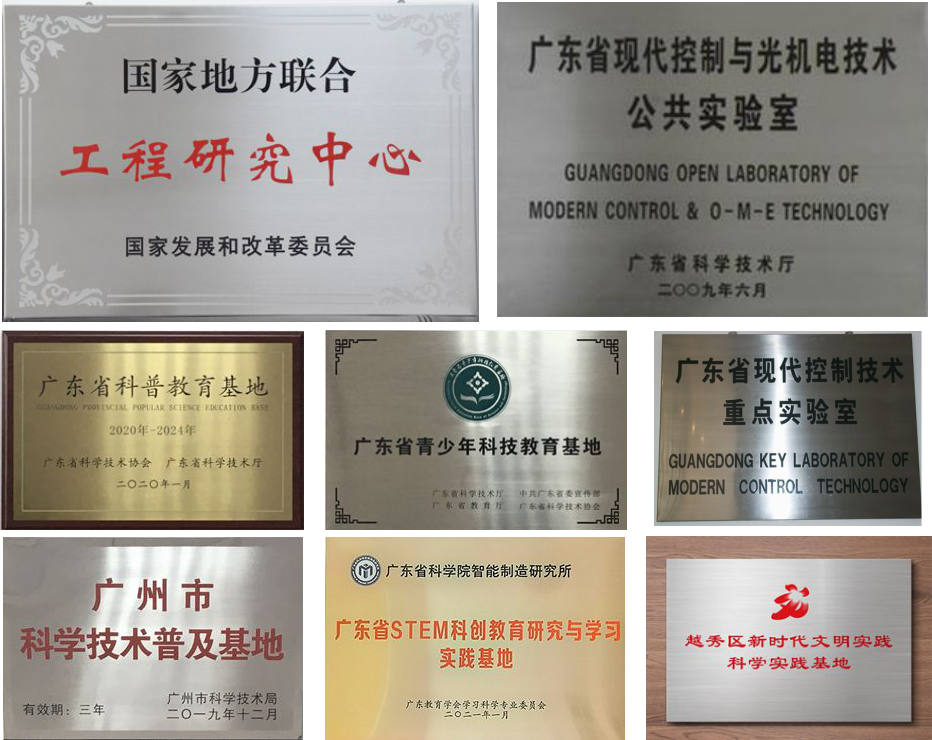 国家地方联合
工程研究中心
国家发展和改革委员会
广东省现代控制与光机电技术
公共实验室
GUANGDONG OPEN LABORATORY OF
MODERN CONTROL & O-M-E TECHNOLOGY
广东省科学技术厅
二〇〇九年六月
广东省科普教育基地
GUANGDONG PROVINCIAL POPULAR SCIENCE EDUCATION BASE
2020年-2024年
广东省科学技术协会 广东省科学技术厅
二〇二〇年一月
广东省青少年科技教育基地
广东省科学技术厅 中共广东省委宣传部
广东省教育厅 广东省科学技术协会
广东省现代控制技术
重点实验室
GUANGDONG KEY LABORATORY OF
MODERN CONTROL TECHNOLOGY
广州市
科学技术普及基地
广州市科学技术局
有效期：三年 二〇一九年十二月
广东省科学院智能制造研究所
广东省STEM科创教育研究与学习
实践基地
广东教育学会学习科学专业委员会
二〇二一年一月
越秀区新时代文明实践
科学实践基地